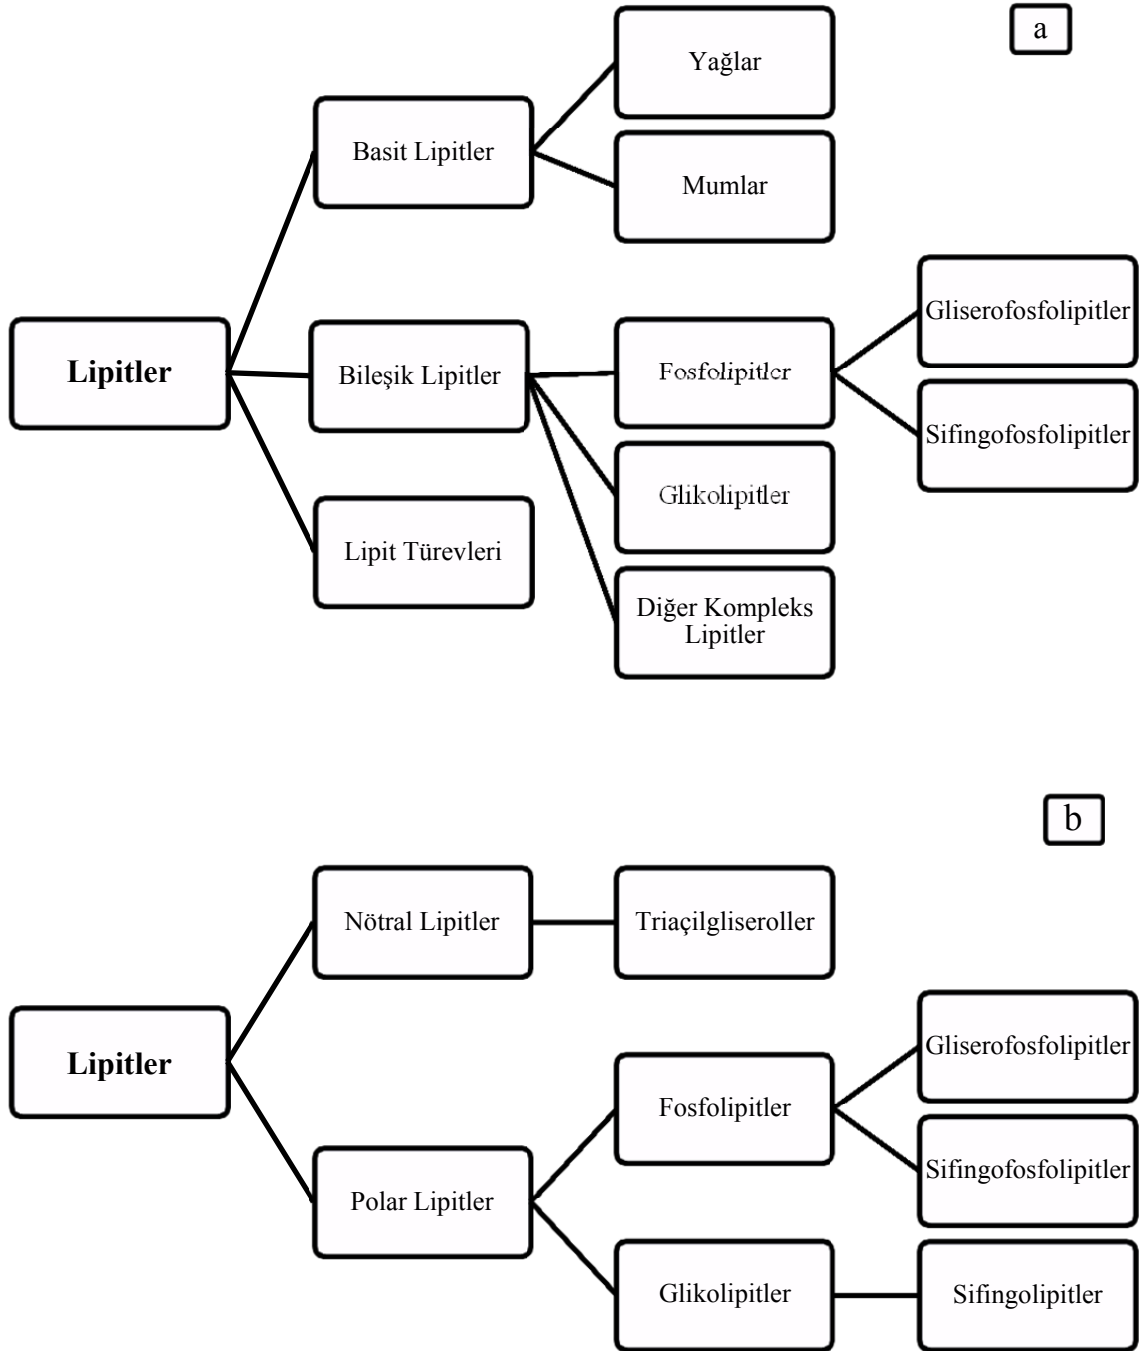 a
Yağlar
Basit Lipitler
Mumlar
Gliserofosfolipitler
Lipitler
Bileşik Lipitler
Fosfolipitler
Sifingofosfolipitler
Glikolipitler
Lipit Türevleri
Diğer Kompleks
Lipitler
b
Nötral Lipitler
Triaçilgliseroller
Gliserofosfolipitler
Lipitler
Fosfolipitler
Sifingofosfolipitler
Polar Lipitler
Glikolipitler
Sifingolipitler